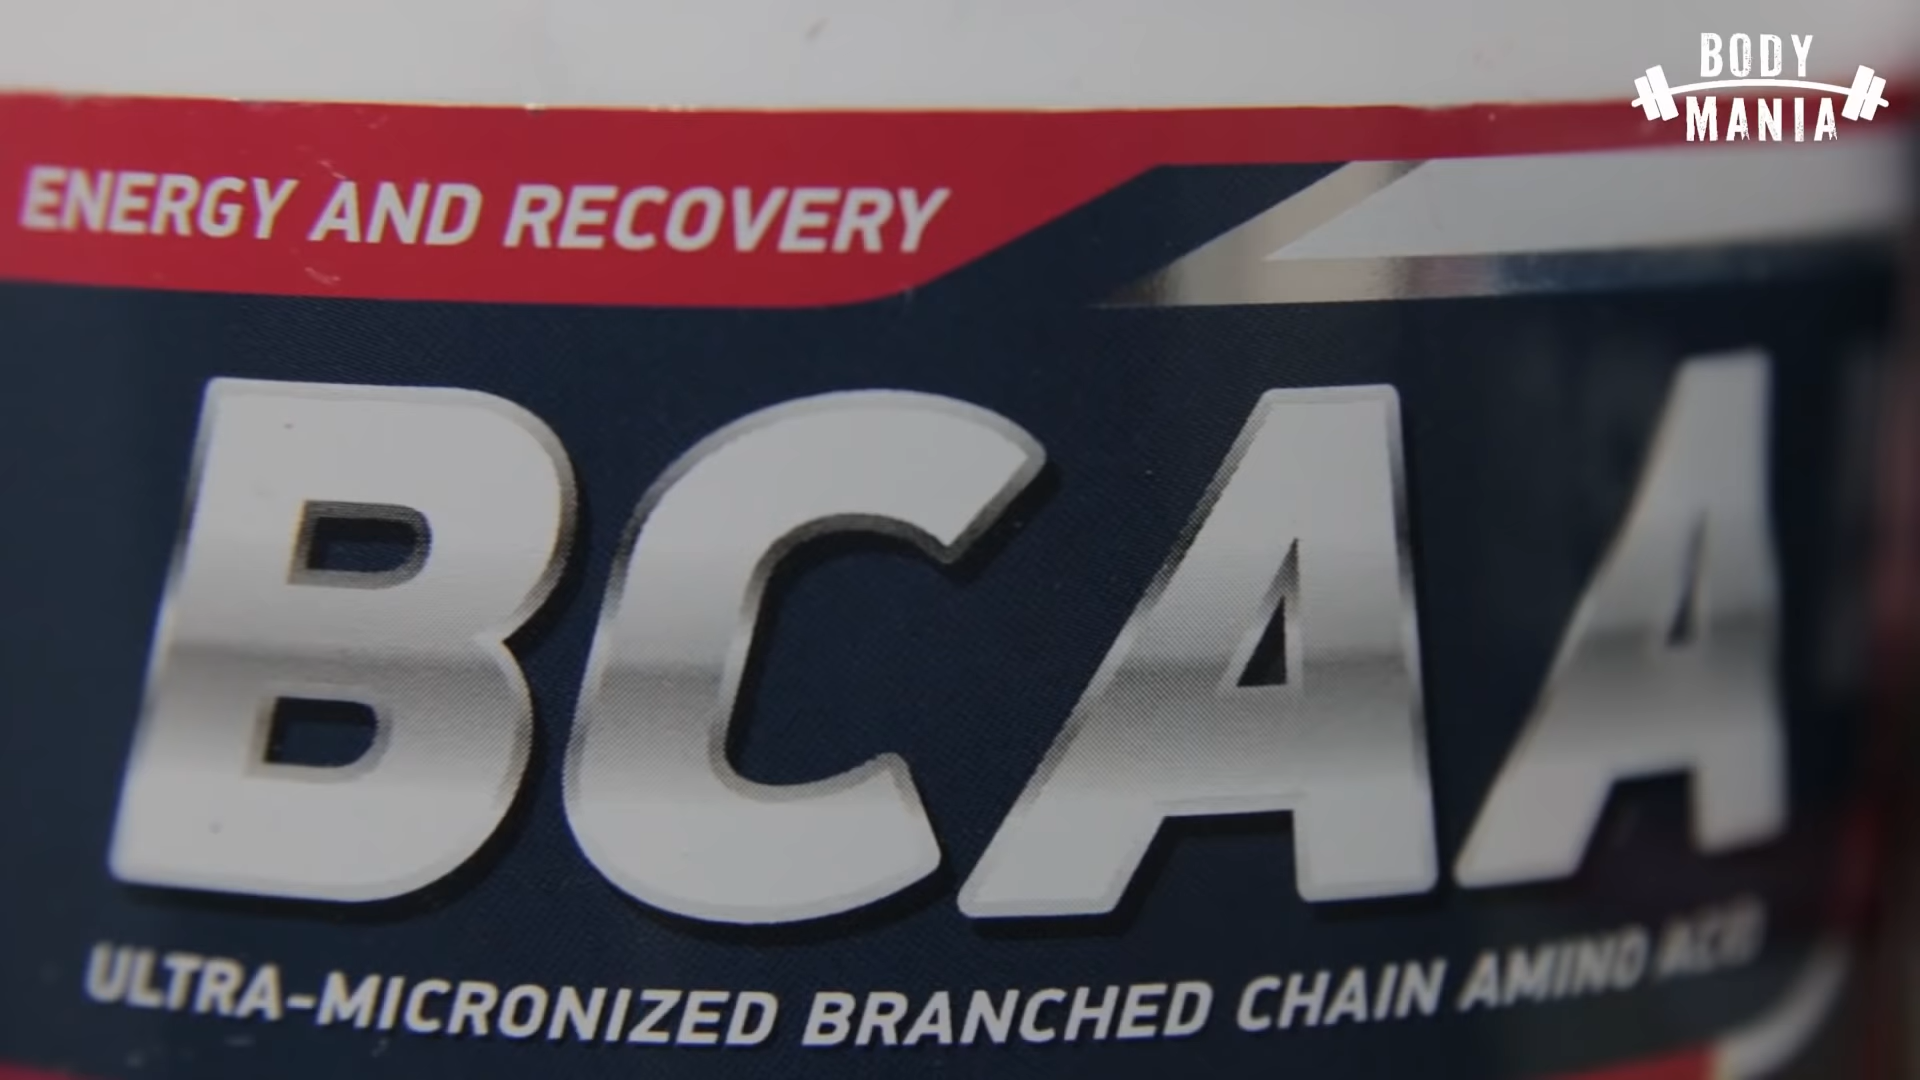 BODY
MANIA
ENERGY AND RECOVERY
BCAA
ULTRA-MICRONIZED BRANCHED CHAIN AMINO